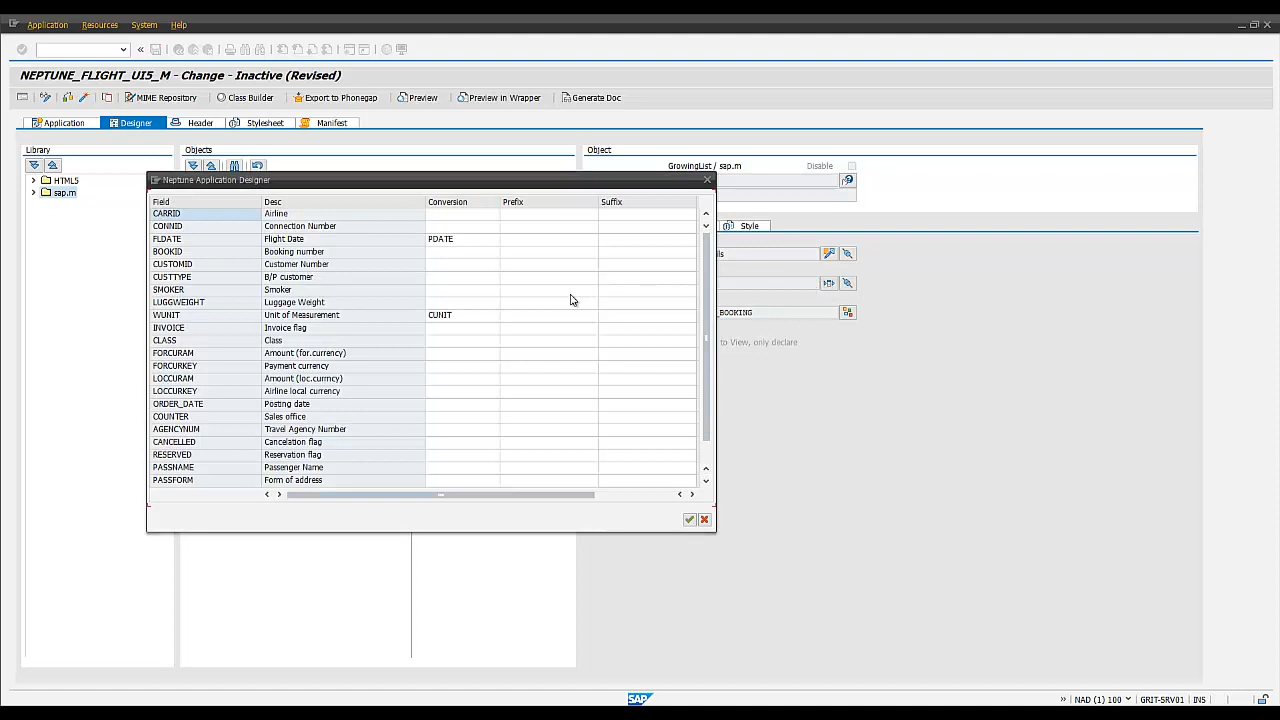 Application Resources System Help
NEPTUNE_FLIGHT_UI5_M - Change - Inactive (Revised)
MIME Repository Class Builder Export to Phonegap Preview Preview in Wrapper Generate Doc
Application Designer Header Stylesheet Manifest
Library Objects Object
GrowingList / sap.m Disable
HTML5
sap.m
Neptune Application Designer
Field Desc Conversion Prefix Suffix
CARRID Airline
CONNID Connection Number
FLDATE Flight Date PDATE
BOOKID Booking number
CUSTOMID Customer Number
CUSTTYPE B/P customer
SMOKER Smoker
LUGGWEIGHT Luggage Weight
WUNIT Unit of Measurement CUNIT
INVOICE Invoice flag
CLASS Class
FORCURAM Amount (for.currency)
FORCURKEY Payment currency
LOCCURAM Amount (loc.curncy)
LOCCURKEY Airline local currency
ORDER_DATE Posting date
COUNTER Sales office
AGENCYNUM Travel Agency Number
CANCELLED Cancelation flag
RESERVED Reservation flag
PASSNAME Passenger Name
PASSFORM Form of address
Style
ls
_BOOKING
to View, only declare
SAP
NAD (1) 100 GRIT-SRV01 INS